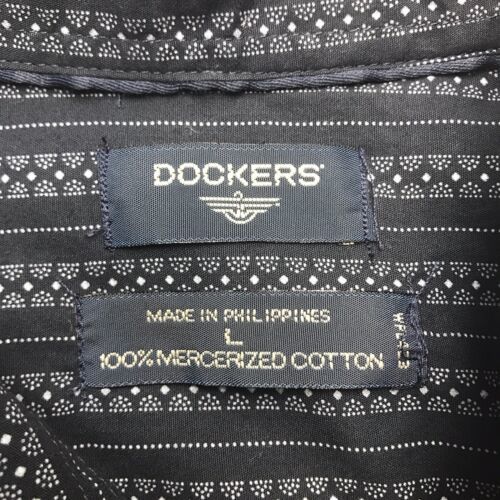 DOCKERS®
MADE IN PHILIPPINES
L
100% MERCERIZED COTTON